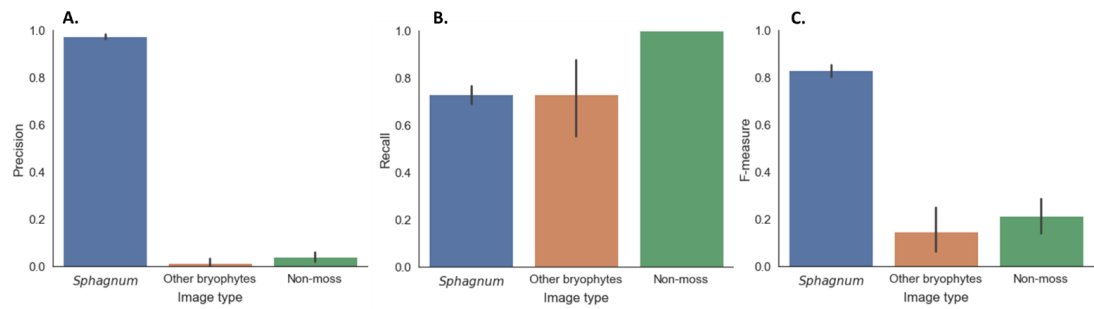 A.
1.0
0.8
0.6
0.4
0.2
0.0
Precision
Sphagnum Other bryophytes Non-moss
Image type
B.
1.0
0.8
0.6
0.4
0.2
0.0
Recall
Sphagnum Other bryophytes Non-moss
Image type
C.
1.0
0.8
0.6
0.4
0.2
0.0
F-measure
Sphagnum Other bryophytes Non-moss
Image type